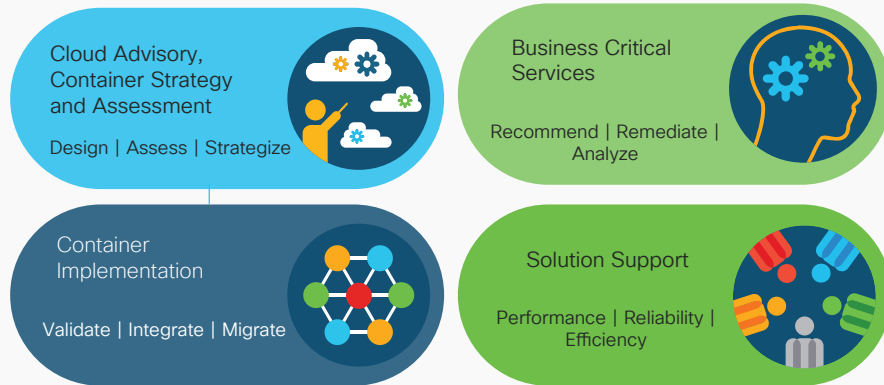 Cloud Advisory,
Container Strategy
and Assessment
Design | Assess | Strategize
Business Critical
Services
Recommend | Remediate |
Analyze
Container
Implementation
Validate | Integrate | Migrate
Solution Support
Performance | Reliability |
Efficiency